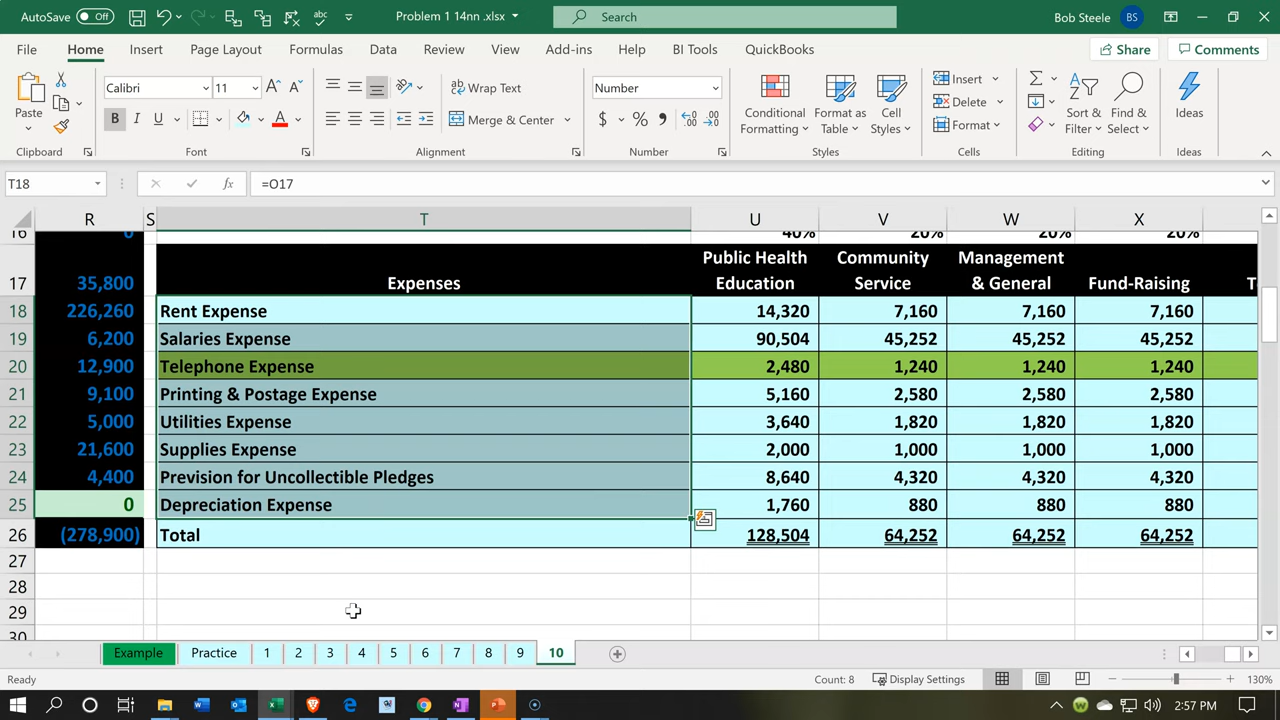 AutoSave Off Problem 1 14nn .xlsx Search Bob Steele BS
File Home Insert Page Layout Formulas Data Review View Add-ins Help BI Tools QuickBooks Share Comments
Paste Calibri 11 Wrap Text Number Conditional Formatting Format as Table Cell Styles Insert Sort & Filter Find & Select Ideas
B I U Merge & Center $ % Delete Format
Clipboard Font Alignment Number Styles Cells Editing Ideas
T18 fx =O17
R S T U V W X
16 0 40% 20% 20% 20%
17 35,800 Expenses Public Health Education Community Service Management & General Fund-Raising
18 226,260 Rent Expense 14,320 7,160 7,160 7,160
19 6,200 Salaries Expense 90,504 45,252 45,252 45,252
20 12,900 Telephone Expense 2,480 1,240 1,240 1,240
21 9,100 Printing & Postage Expense 5,160 2,580 2,580 2,580
22 5,000 Utilities Expense 3,640 1,820 1,820 1,820
23 21,600 Supplies Expense 2,000 1,000 1,000 1,000
24 4,400 Prevision for Uncollectible Pledges 8,640 4,320 4,320 4,320
25 0 Depreciation Expense 1,760 880 880 880
26 (278,900) Total 128,504 64,252 64,252 64,252
27
28
29
30
Example Practice 1 2 3 4 5 6 7 8 9 10
Ready Count: 8 Display Settings 130%
2:57 PM